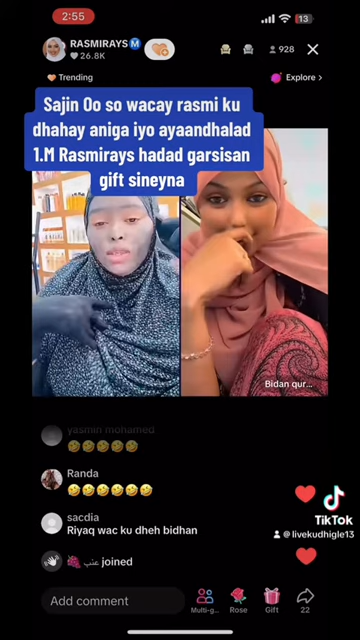 2:55
13
RASMIRAYS M
26.8K
928
Trending
Explore >
Sajin Oo so wacay rasmi ku
dhahay aniga iyo ayaandhalad
1.M Rasmirays hadad garsisan
gift sineyna
Bidan qur...
yasmin mohamed
Randa
sacdia
Riyaq wac ku dheh bidhan
عنب joined
TikTok
@livekudhigle13
Add comment
Multi-g...
Rose
Gift
22